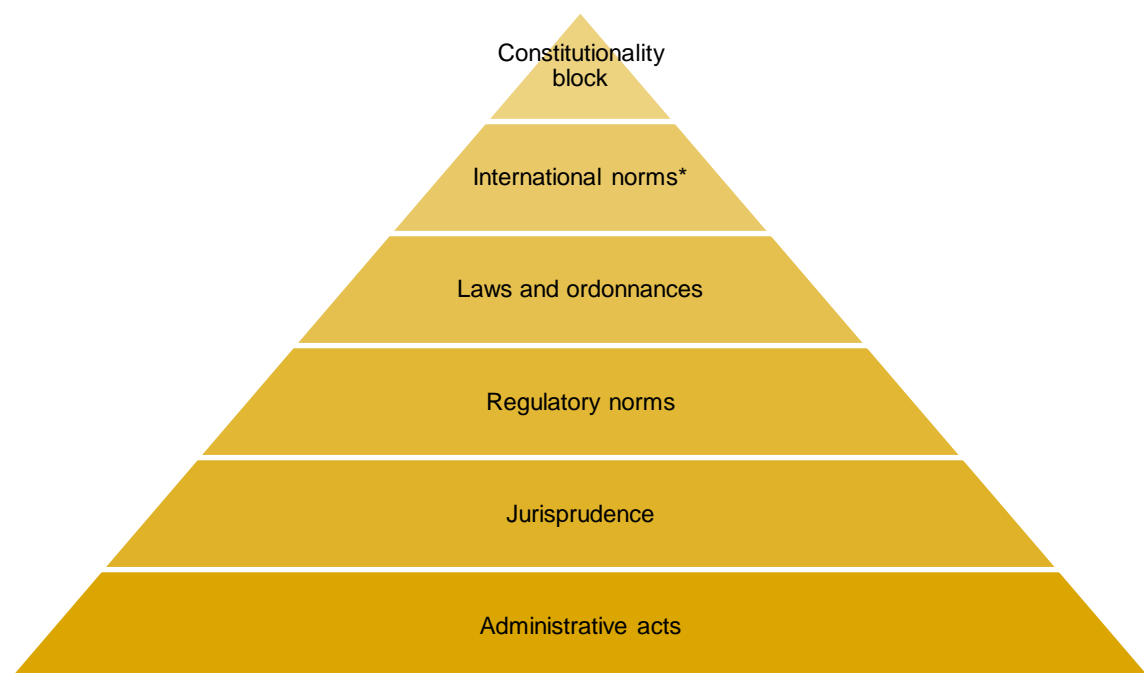 Constitutionality
block
International norms*
Laws and ordonnances
Regulatory norms
Jurisprudence
Administrative acts